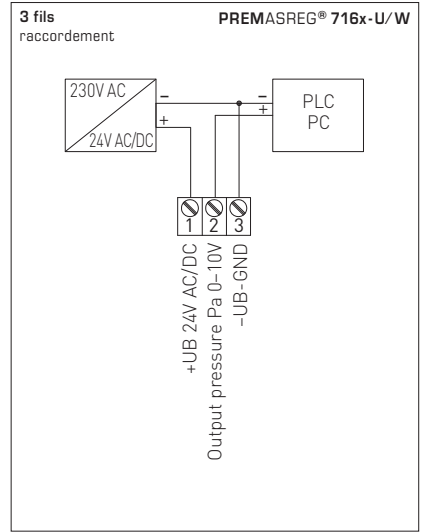 3 fils
raccordement
PREMASREG® 716x-U/W
230V AC
24V AC/DC
–
+
–
+
PLC
PC
1 2 3
+UB 24V AC/DC
Output pressure Pa 0–10V
–UB-GND